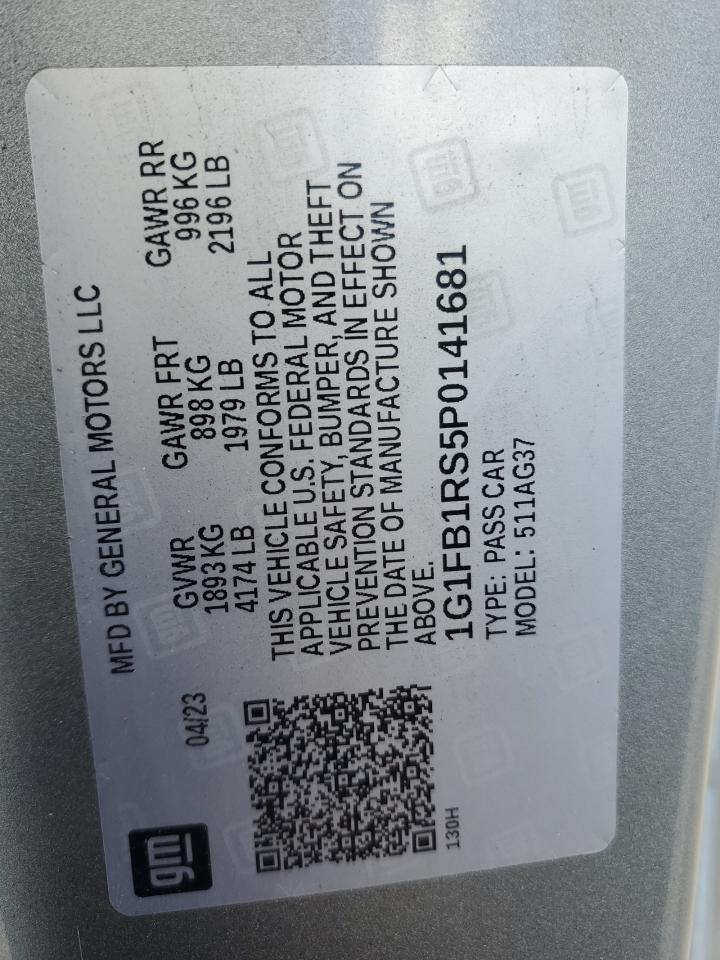 gm
MFD BY GENERAL MOTORS LLC
04/23
GVWR GAWR FRT GAWR RR
1893 KG 898 KG 996 KG
4174 LB 1979 LB 2196 LB
THIS VEHICLE CONFORMS TO ALL
APPLICABLE U.S. FEDERAL MOTOR
VEHICLE SAFETY, BUMPER, AND THEFT
PREVENTION STANDARDS IN EFFECT ON
THE DATE OF MANUFACTURE SHOWN
ABOVE.
1G1FB1RS5P0141681
TYPE: PASS CAR
MODEL: 511AG37
130H